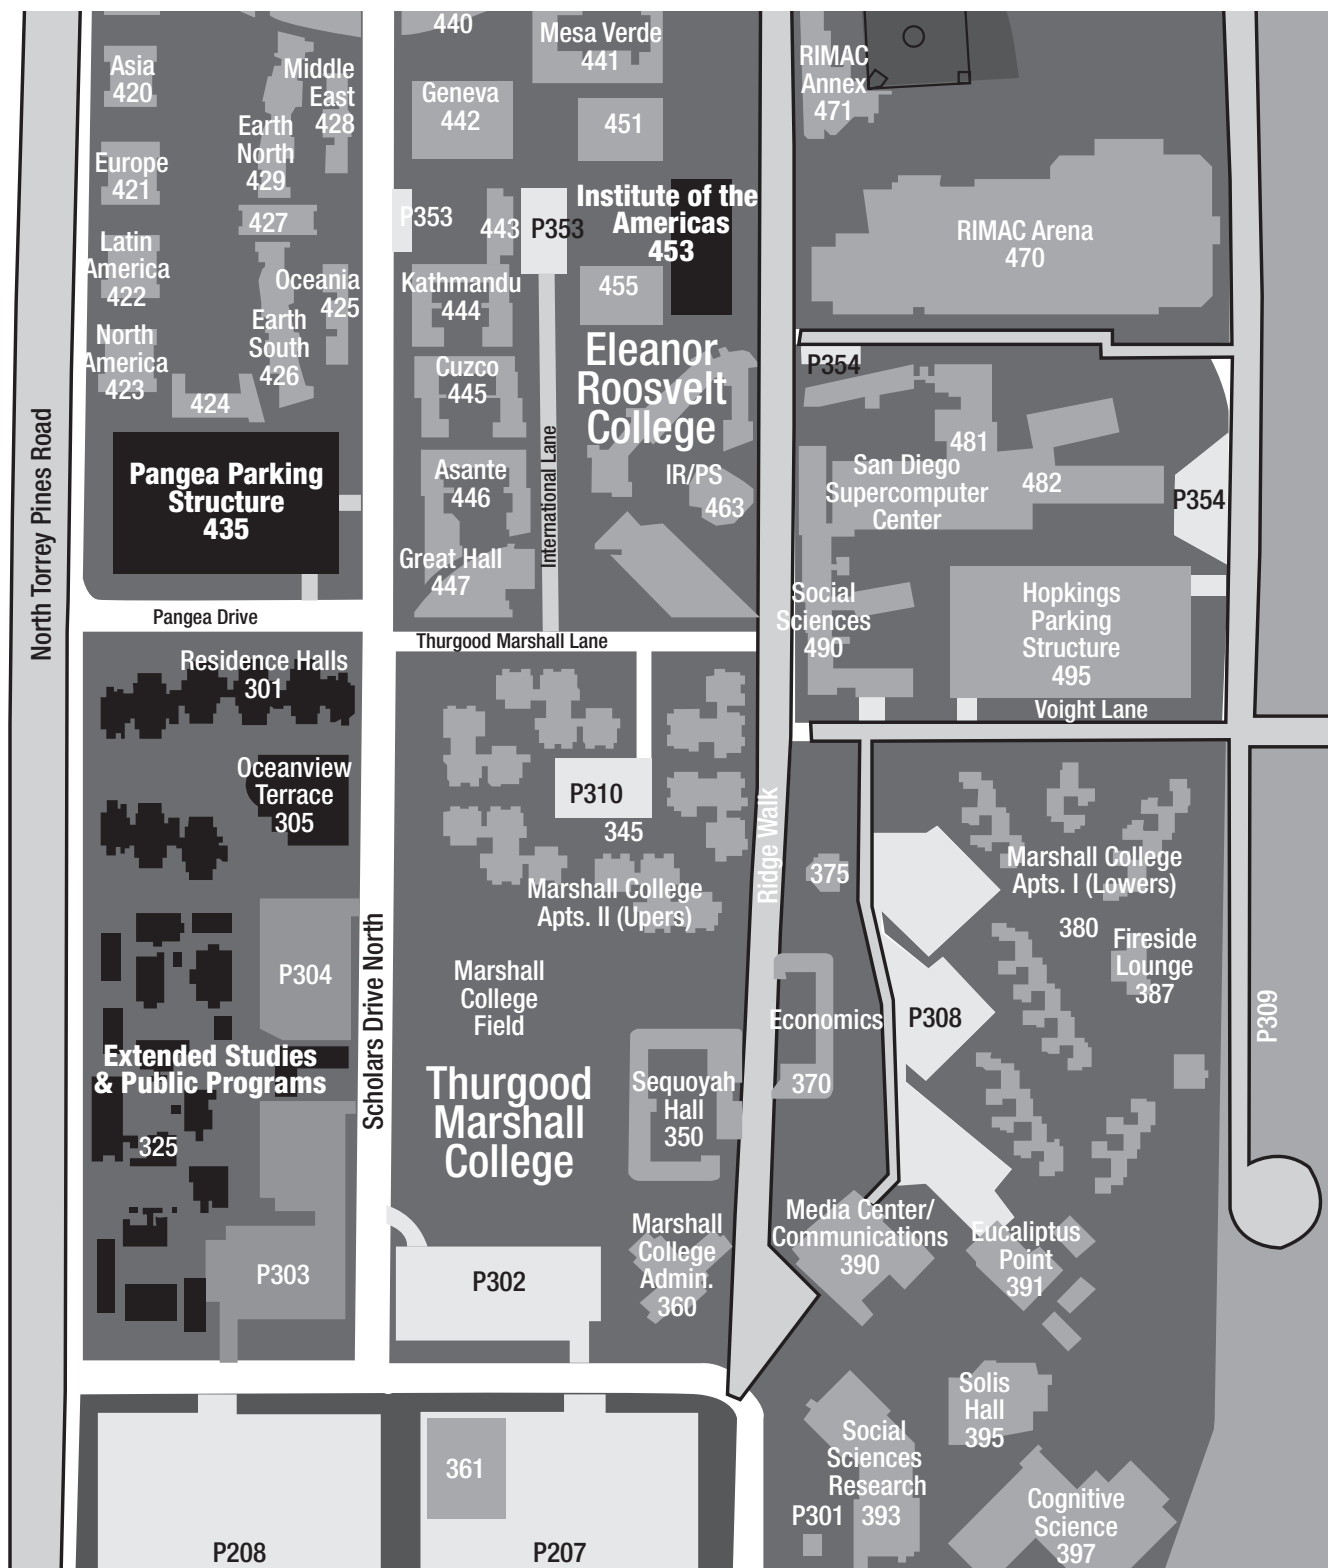 440
Mesa Verde
441
RIMAC
Annex
471
Asia
420
Middle
East
428
Geneva
442
451
Earth
North
429
Europe
421
427
P353
443
P353
Institute of the
Americas
453
RIMAC Arena
470
Latin
America
422
Oceania
425
Kathmandu
444
455
Earth
South
426
North
America
423
424
Cuzco
445
Eleanor
Roosvelt
College
P354
481
San Diego
Supercomputer
Center
482
P354
North Torrey Pines Road
Pangea Parking
Structure
435
Asante
446
International Lane
IR/PS
463
Great Hall
447
Social
Sciences
490
Hopkings
Parking
Structure
495
Pangea Drive
Thurgood Marshall Lane
Voight Lane
Residence Halls
301
Oceanview
Terrace
305
P310
345
Ridge Walk
375
Marshall College
Apts. II (Upers)
Marshall College
Apts. I (Lowers)
380
Fireside
Lounge
387
P304
Scholars Drive North
Marshall
College
Field
Economics
370
P308
P309
Extended Studies
& Public Programs
325
Thurgood
Marshall
College
Sequoyah
Hall
350
P303
P302
Marshall
College
Admin.
360
Media Center/
Communications
390
Eucaliptus
Point
391
Solis
Hall
395
Social
Sciences
Research
393
P301
Cognitive
Science
397
361
P208
P207